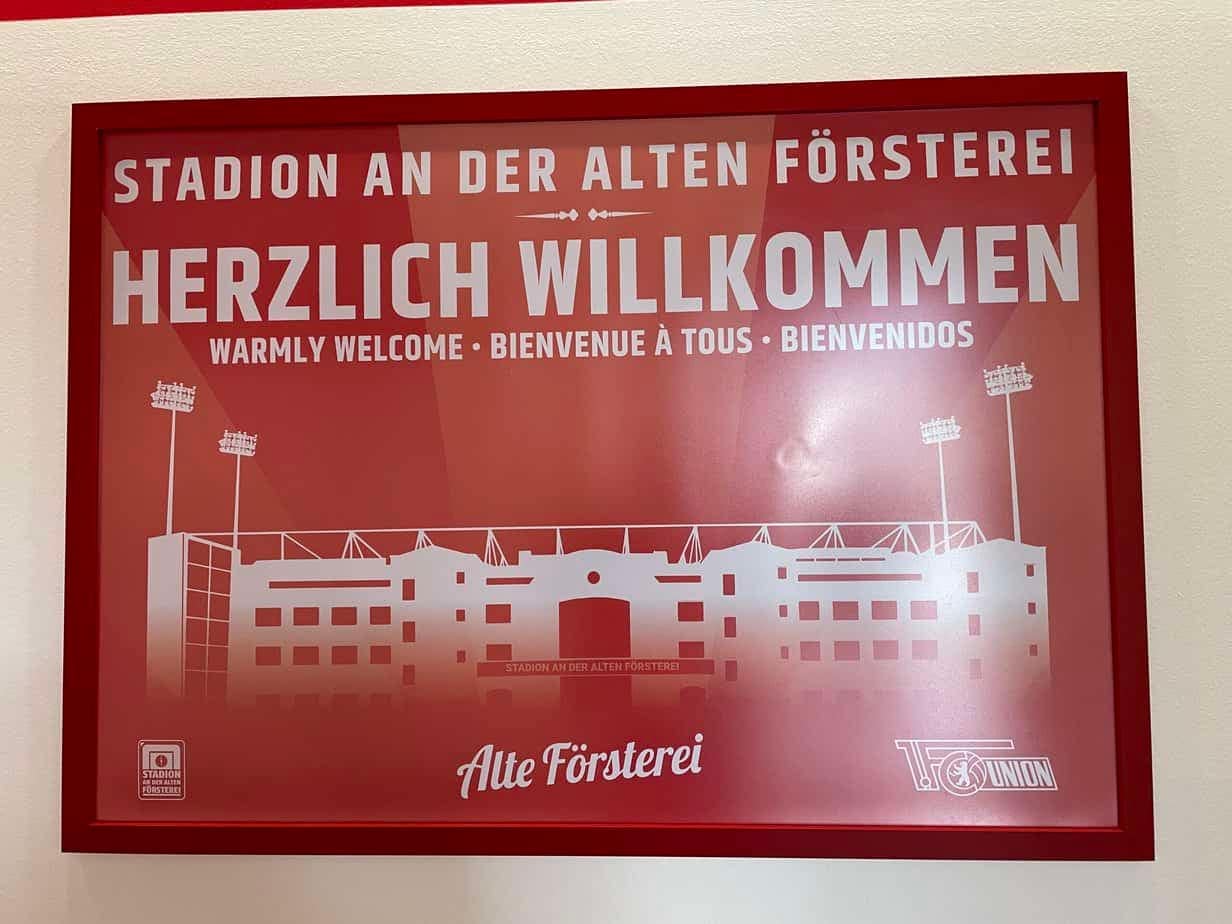 STADION AN DER ALTEN FÖRSTEREI
HERZLICH WILLKOMMEN
WARMLY WELCOME • BIENVENUE À TOUS • BIENVENIDOS
STADION AN DER ALTEN FÖRSTEREI
STADION
AN DER ALTEN
FÖRSTEREI
Alte Försterei
1.FC UNION